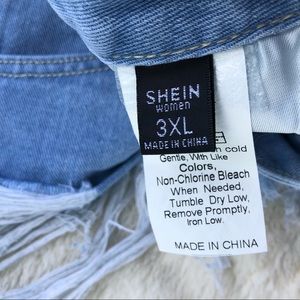 SHEIN
women
3XL
MADE IN CHINA
cold
Gentle, With Like
Colors,
Non-Chlorine Bleach
When Needed,
Tumble Dry Low,
Remove Promptly,
Iron Low.
MADE IN CHINA